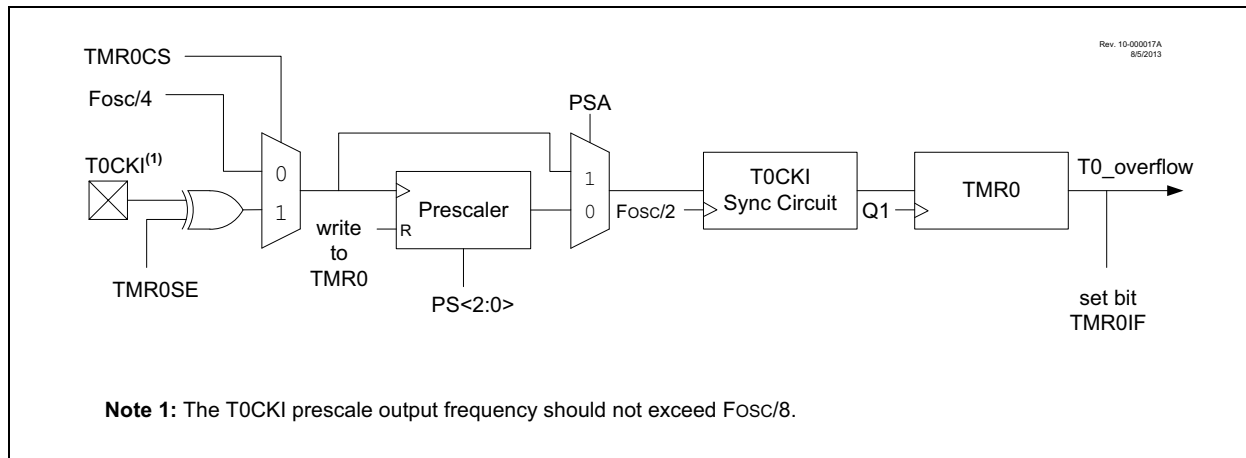 Rev. 10-000017A
8/5/2013
TMR0CS
Fosc/4
PSA
T0CKI(1)
0
1
TMR0SE
write
to
TMR0
Prescaler
R
PS<2:0>
1
0
FOSC/2
T0CKI
Sync Circuit
Q1
TMR0
T0_overflow
set bit
TMR0IF
Note 1: The T0CKI prescale output frequency should not exceed FOSC/8.